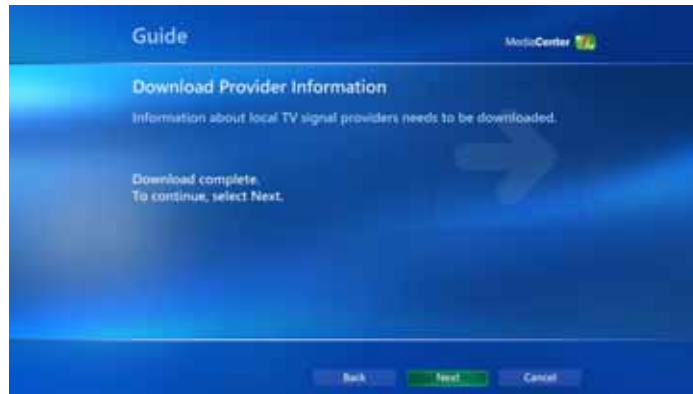 Guide
MediaCenter
Download Provider Information
Information about local TV signal providers needs to be downloaded.
Download complete.
To continue, select Next.
Back Next Cancel